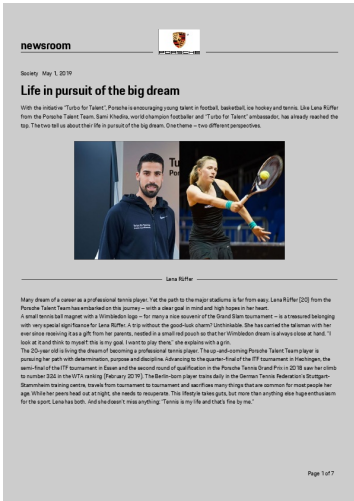 newsroom
PORSCHE
Society May 1, 2019
Life in pursuit of the big dream
With the initiative "Turbo for Talent", Porsche is encouraging young talent in football, basketball, ice hockey and tennis. Like Lena Rüffer
from the Porsche Talent Team. Sami Khedira, world champion footballer and "Turbo for Talent" ambassador, has already reached the
top. The two tell us about their life in pursuit of the big dream. One theme – two different perspectives.
Tu
Po
Lena Rüffer
Many dream of a career as a professional tennis player. Yet the path to the major stadiums is far from easy. Lena Rüffer (20) from the
Porsche Talent Team has embarked on this journey – with a clear goal in mind and high hopes in her heart.
A small tennis ball magnet with a Wimbledon logo – for many a nice souvenir of the Grand Slam tournament – is a treasured belonging
with very special significance for Lena Rüffer. A trip without the good-luck charm? Unthinkable. She has carried the talisman with her
ever since receiving it as a gift from her parents, nestled in a small red pouch so that her Wimbledon dream is always close at hand. "I
look at it and think to myself: this is my goal. I want to play there," she explains with a grin.
The 20-year old is living the dream of becoming a professional tennis player. The up-and-coming Porsche Talent Team player is
pursuing her path with determination, purpose and discipline. Advancing to the quarter-final of the ITF tournament in Hechingen, the
semi-final of the ITF tournament in Essen and the second round of qualification in the Porsche Tennis Grand Prix in 2018 saw her climb
to number 324 in the WTA ranking (February 2019). The Berlin-born player trains daily in the German Tennis Federation's Stuttgart-
Stammheim training centre, travels from tournament to tournament and sacrifices many things that are common for most people her
age. While her peers head out at night, she needs to recuperate. This lifestyle takes guts, but more than anything else huge enthusiasm
for the sport. Lena has both. And she doesn't miss anything: "Tennis is my life and that's fine by me."
Page 1 of 7